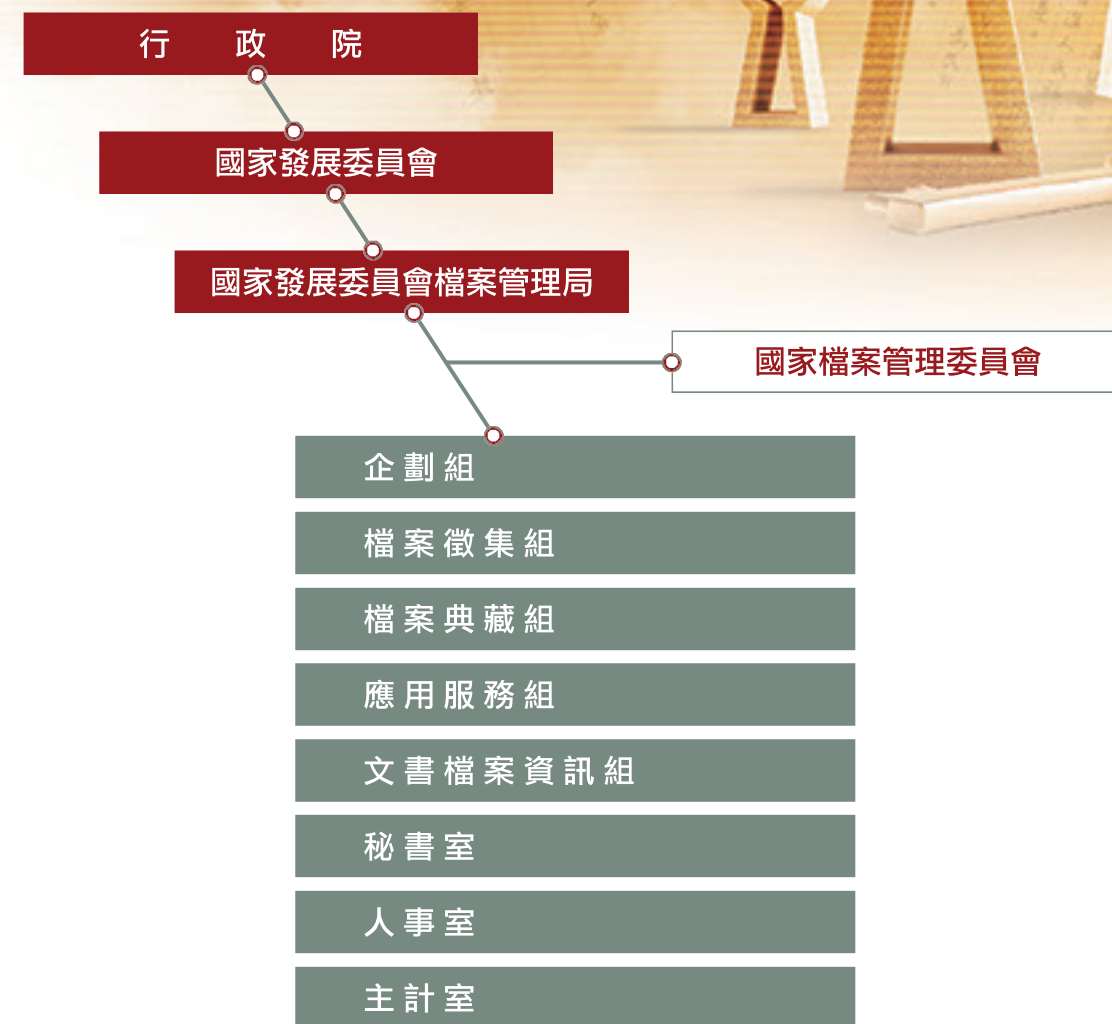 行政院
國家發展委員會
國家發展委員會檔案管理局
國家檔案管理委員會
企劃組
檔案徵集組
檔案典藏組
應用服務組
文書檔案資訊組
秘書室
人事室
主計室